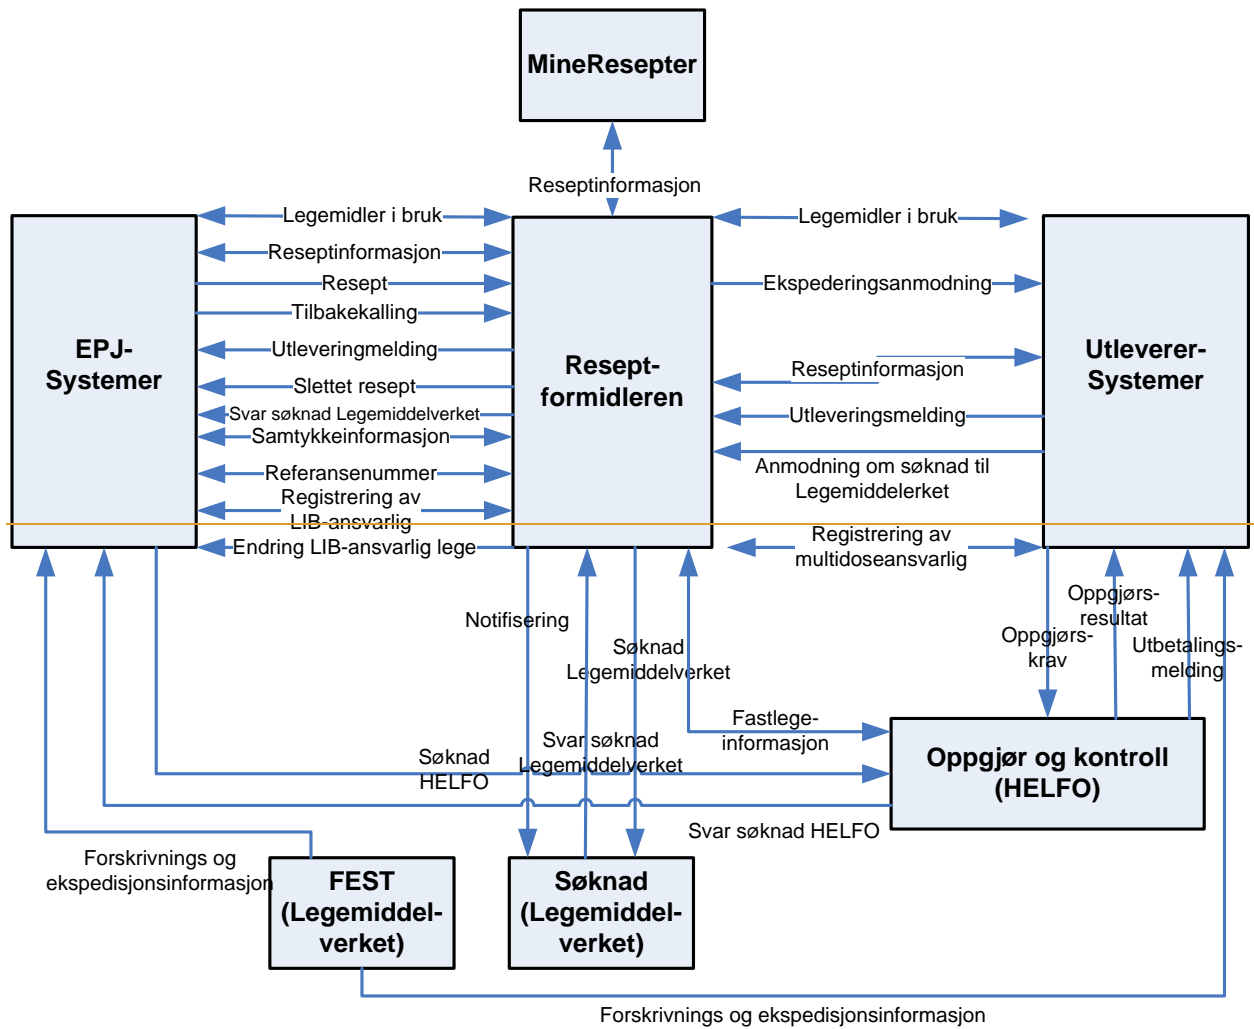 MineResepter
Reseptinformasjon
Legemidler i bruk
Legemidler i bruk
Reseptinformasjon
Resept
Ekspederingsanmodning
Tilbakekalling
EPJ-
Systemer
Utleveringmelding
Resept-
formidleren
Utleverer-
Systemer
Reseptinformasjon
Slettet resept
Svar søknad Legemiddelverket
Utleveringsmelding
Samtykkeinformasjon
Referansenummer
Anmodning om søknad til
Legemiddelerket
Registrering av
LIB-ansvarlig
Endring LIB-ansvarlig lege
Registrering av
multidoseansvarlig
Notifisering
Søknad
Legemiddelverket
Oppgjørs-
resultat
Oppgjørs-
krav
Utbetalings-
melding
Fastlege-
informasjon
Søknad
HELFO
Svar søknad
Legemiddelverket
Oppgjør og kontroll
(HELFO)
Svar søknad HELFO
Forskrivnings og
ekspedisjonsinformasjon
FEST
(Legemiddel-
verket)
Søknad
(Legemiddel-
verket)
Forskrivnings og ekspedisjonsinformasjon